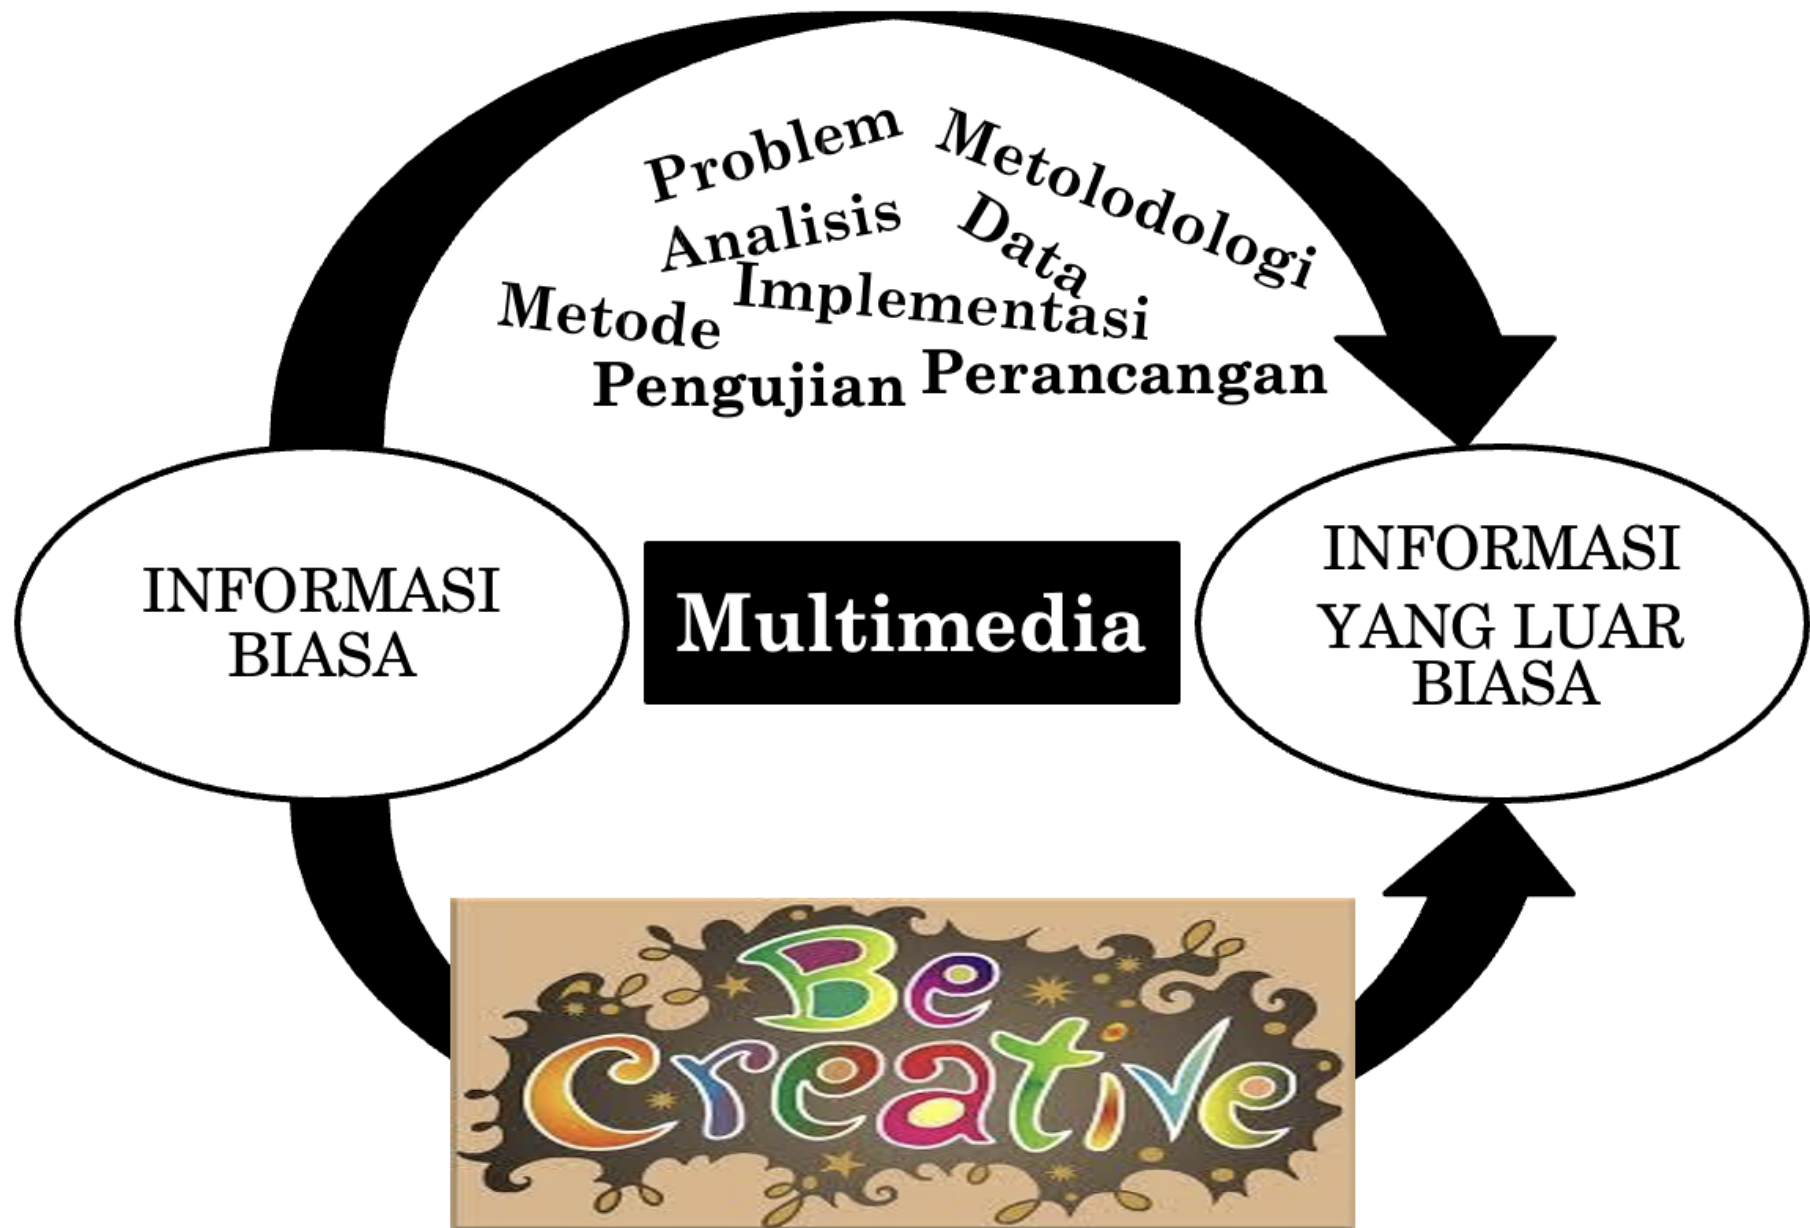 Problem
Metolodologi
Analisis
Data
Implementasi
Metode
Pengujian
Perancangan
INFORMASI
BIASA
Multimedia
INFORMASI
YANG LUAR
BIASA
Be
Creative